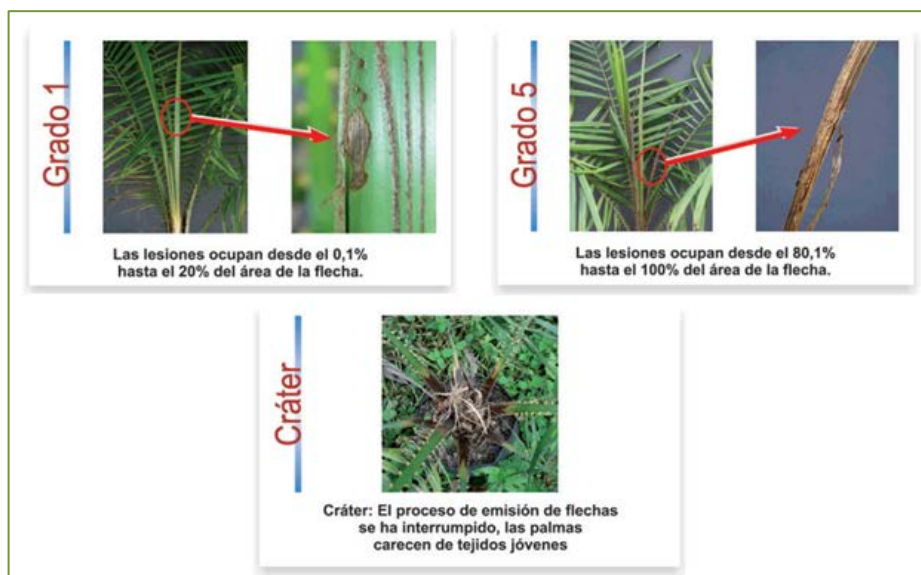 Grado 1
Las lesiones ocupan desde el 0,1%
hasta el 20% del área de la flecha.
Grado 5
Las lesiones ocupan desde el 80,1%
hasta el 100% del área de la flecha.
Cráter
Cráter: El proceso de emisión de flechas
se ha interrumpido, las palmas
carecen de tejidos jóvenes